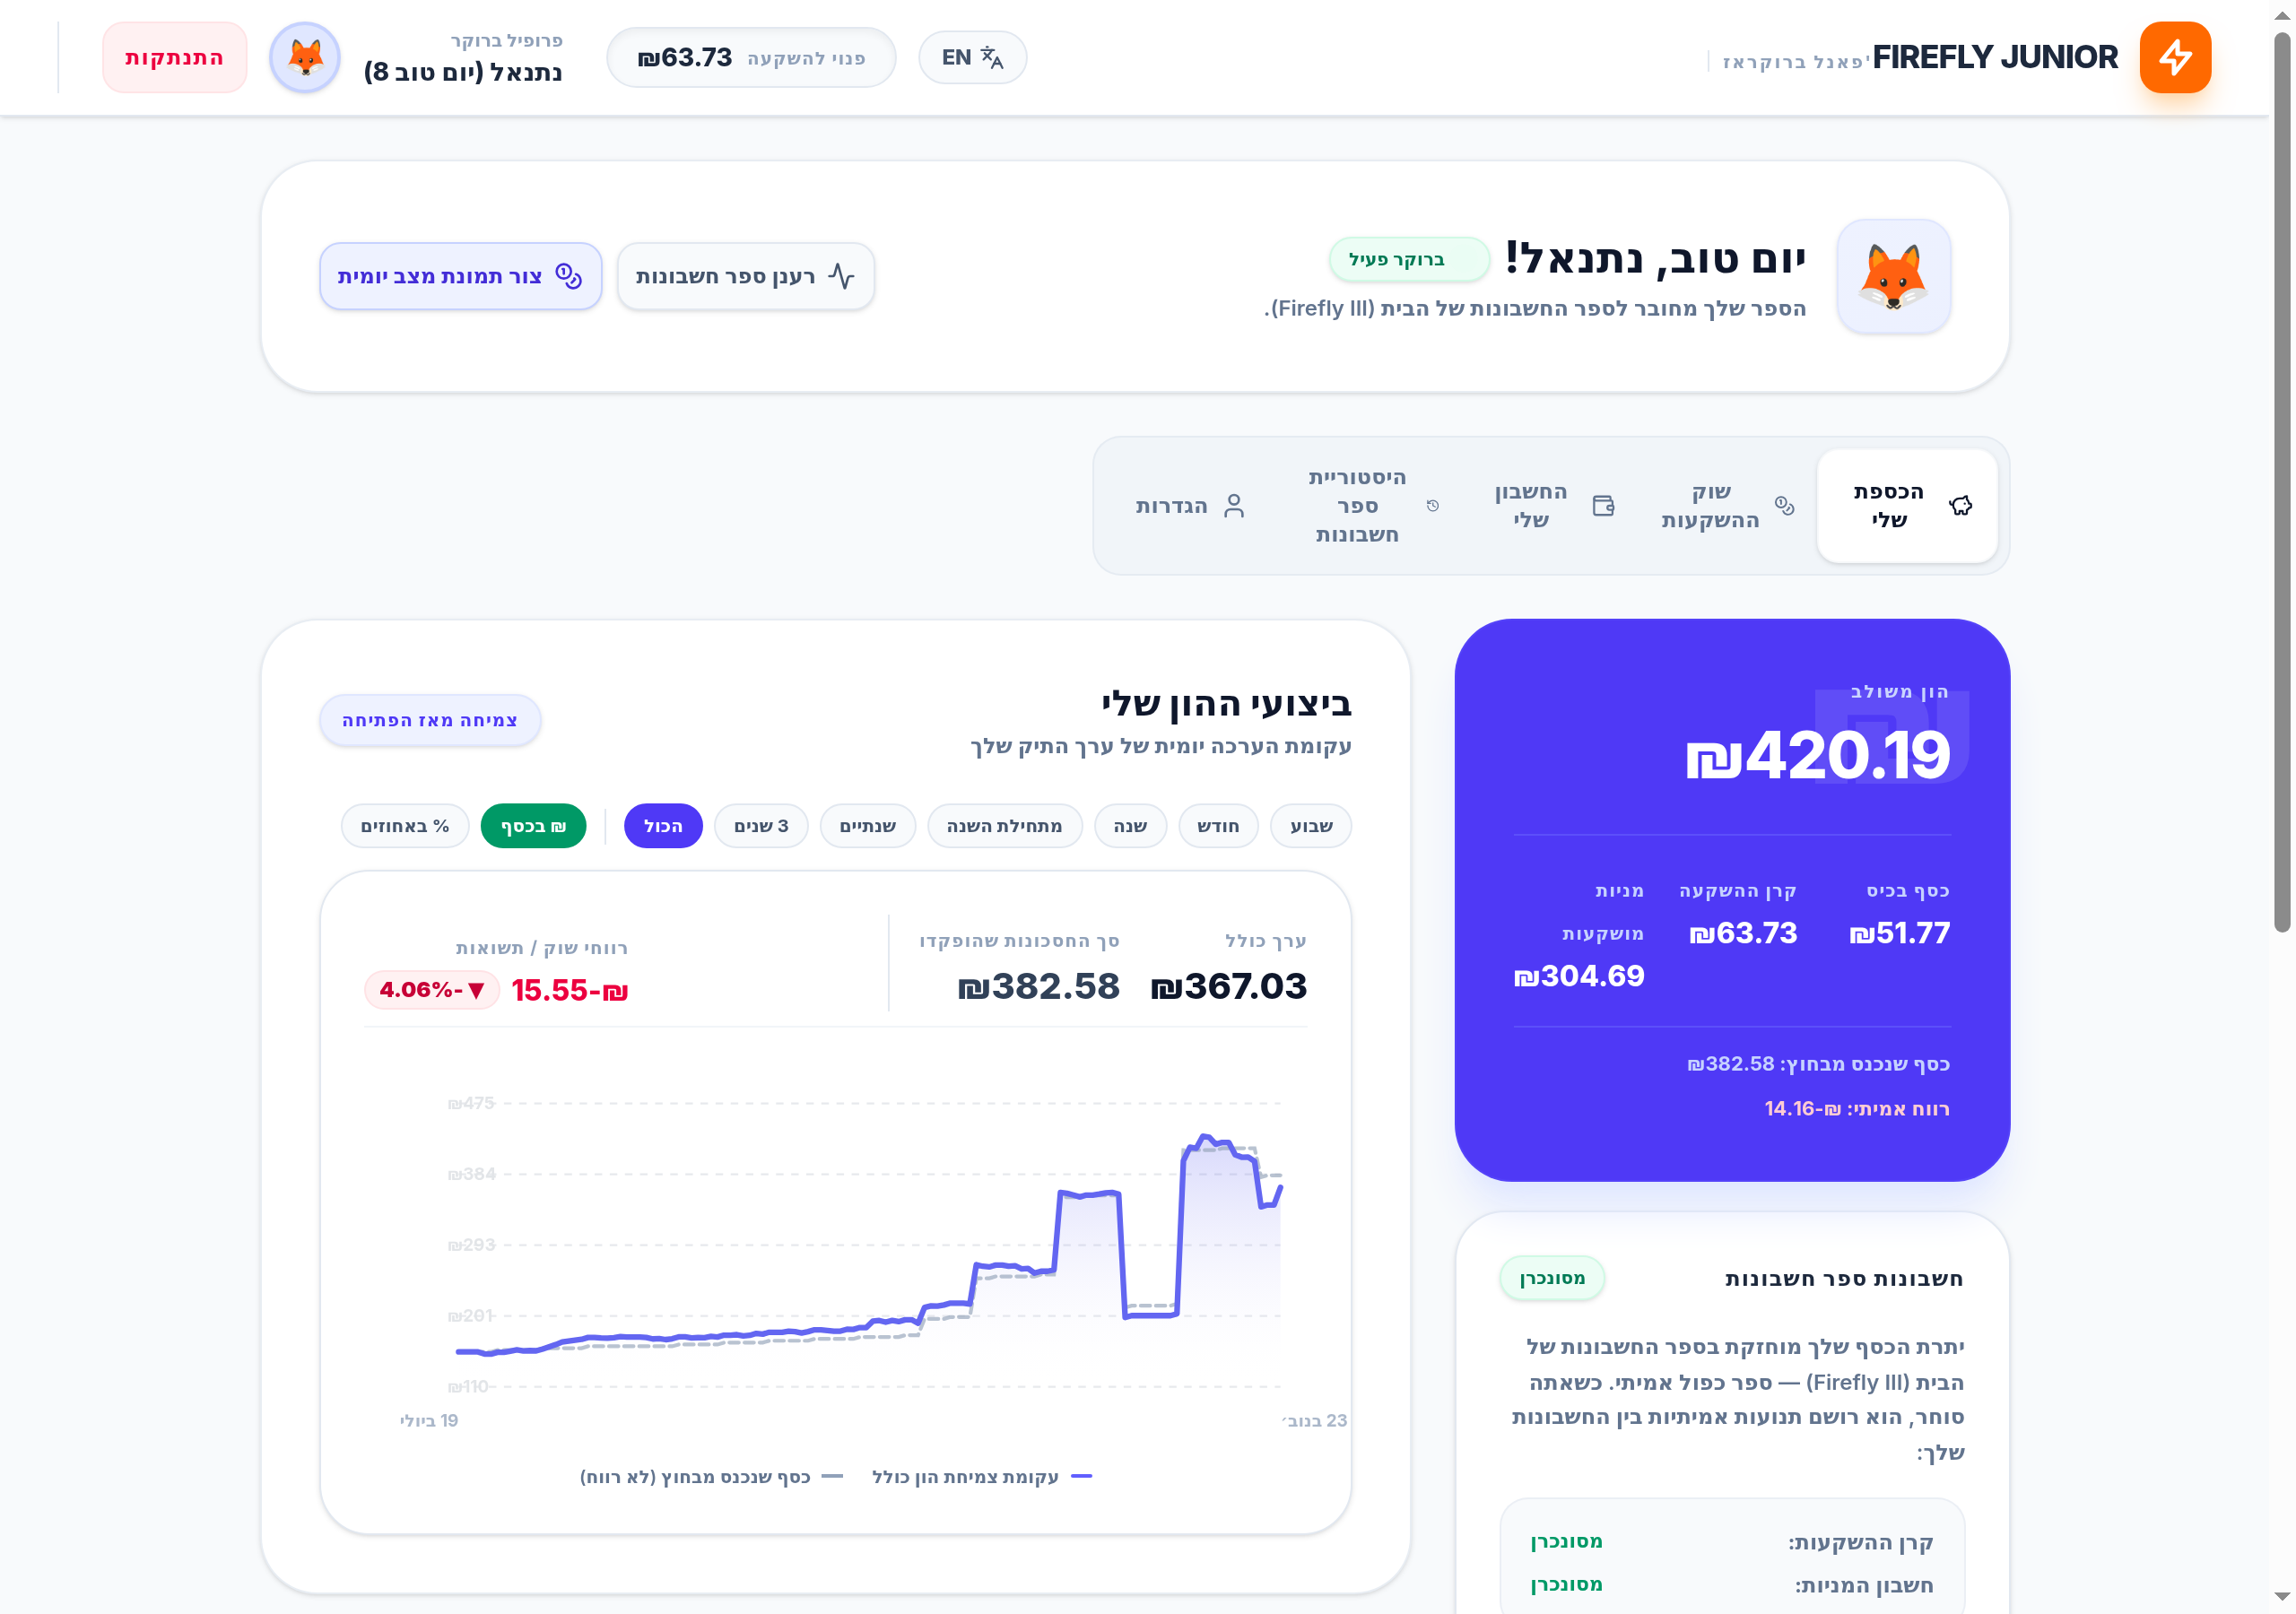 FIREFLY JUNIOR
פאנל ברוקראז'
EN
פנוי להשקעה ₪63.73
פרופיל ברוקר
נתנאל (יום טוב 8)
התנתקות
יום טוב, נתנאל!
ברוקר פעיל
הספר שלך מחובר לספר החשבונות של הבית (Firefly III).
רענן ספר חשבונות
צור תמונת מצב יומית
הכספת שלי
שוק ההשקעות
החשבון שלי
היסטוריית ספר חשבונות
הגדרות
הון משולב
₪420.19
כסף בכיס
₪51.77
קרן ההשקעה
₪63.73
מניות
מושקעות
₪304.69
כסף שנכנס מבחוץ: ₪382.58
רווח אמיתי: ₪-14.16
חשבונות ספר חשבונות
מסונכרן
יתרת הכסף שלך מוחזקת בספר החשבונות של
הבית (Firefly III) — ספר כפול אמיתי. כשאתה
סוחר, הוא רושם תנועות אמיתיות בין החשבונות
שלך:
קרן ההשקעות: מסונכרן
חשבון המניות: מסונכרן
ביצועי ההון שלי
עקומת הערכה יומית של ערך התיק שלך
צמיחה מאז הפתיחה
שבוע
חודש
שנה
מתחילת השנה
שנתיים
3 שנים
הכול
₪ בכסף
% באחוזים
ערך כולל
₪367.03
סך החסכונות שהופקדו
₪382.58
רווחי שוק / תשואות
₪-15.55
▼ -4.06%
₪475
₪384
₪293
₪201
₪110
19 ביולי
23 בנוב׳
עקומת צמיחת הון כולל
כסף שנכנס מבחוץ (לא רווח)